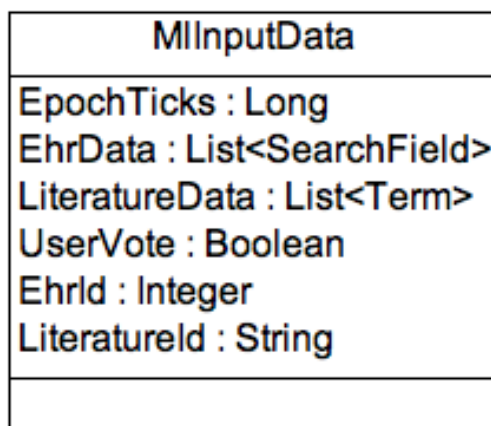 MlInputData
EpochTicks : Long
EhrData : List<SearchField>
LiteratureData : List<Term>
UserVote : Boolean
EhrId : Integer
LiteratureId : String